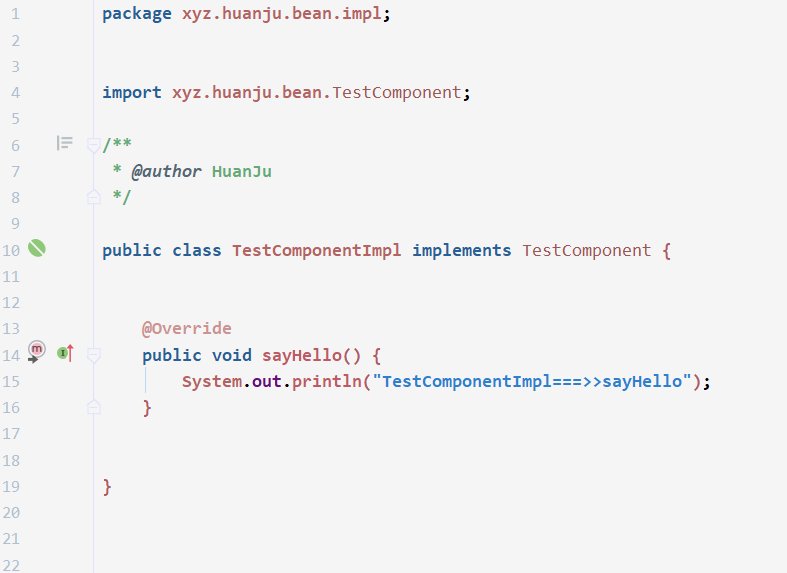 1 package xyz.huanju.bean.impl;
2
3
4 import xyz.huanju.bean.TestComponent;
5
6 /**
7  * @author HuanJu
8  */
9
10 public class TestComponentImpl implements TestComponent {
11
12
13     @Override
14     public void sayHello() {
15         System.out.println("TestComponentImpl===>>sayHello");
16     }
17
18
19 }
20
21
22